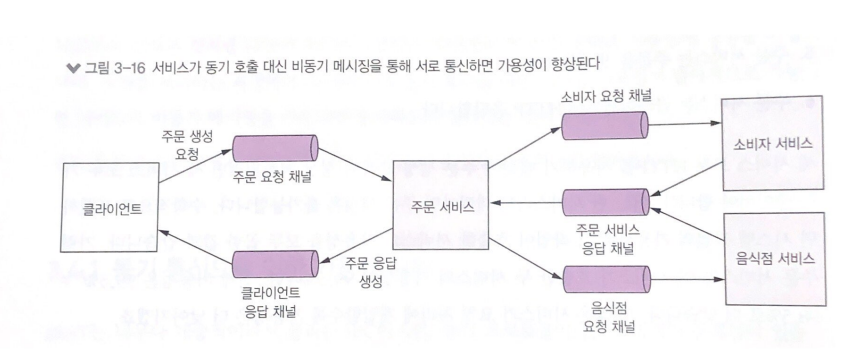 그림 3-16 서비스가 동기 호출 대신 비동기 메시징을 통해 서로 통신하면 가용성이 향상된다
소비자 요청 채널
주문 생성
요청
소비자 서비스
주문 요청 채널
클라이언트
주문 서비스
주문 서비스
응답 채널
음식점 서비스
주문 응답
생성
클라이언트
응답 채널
음식점
요청 채널